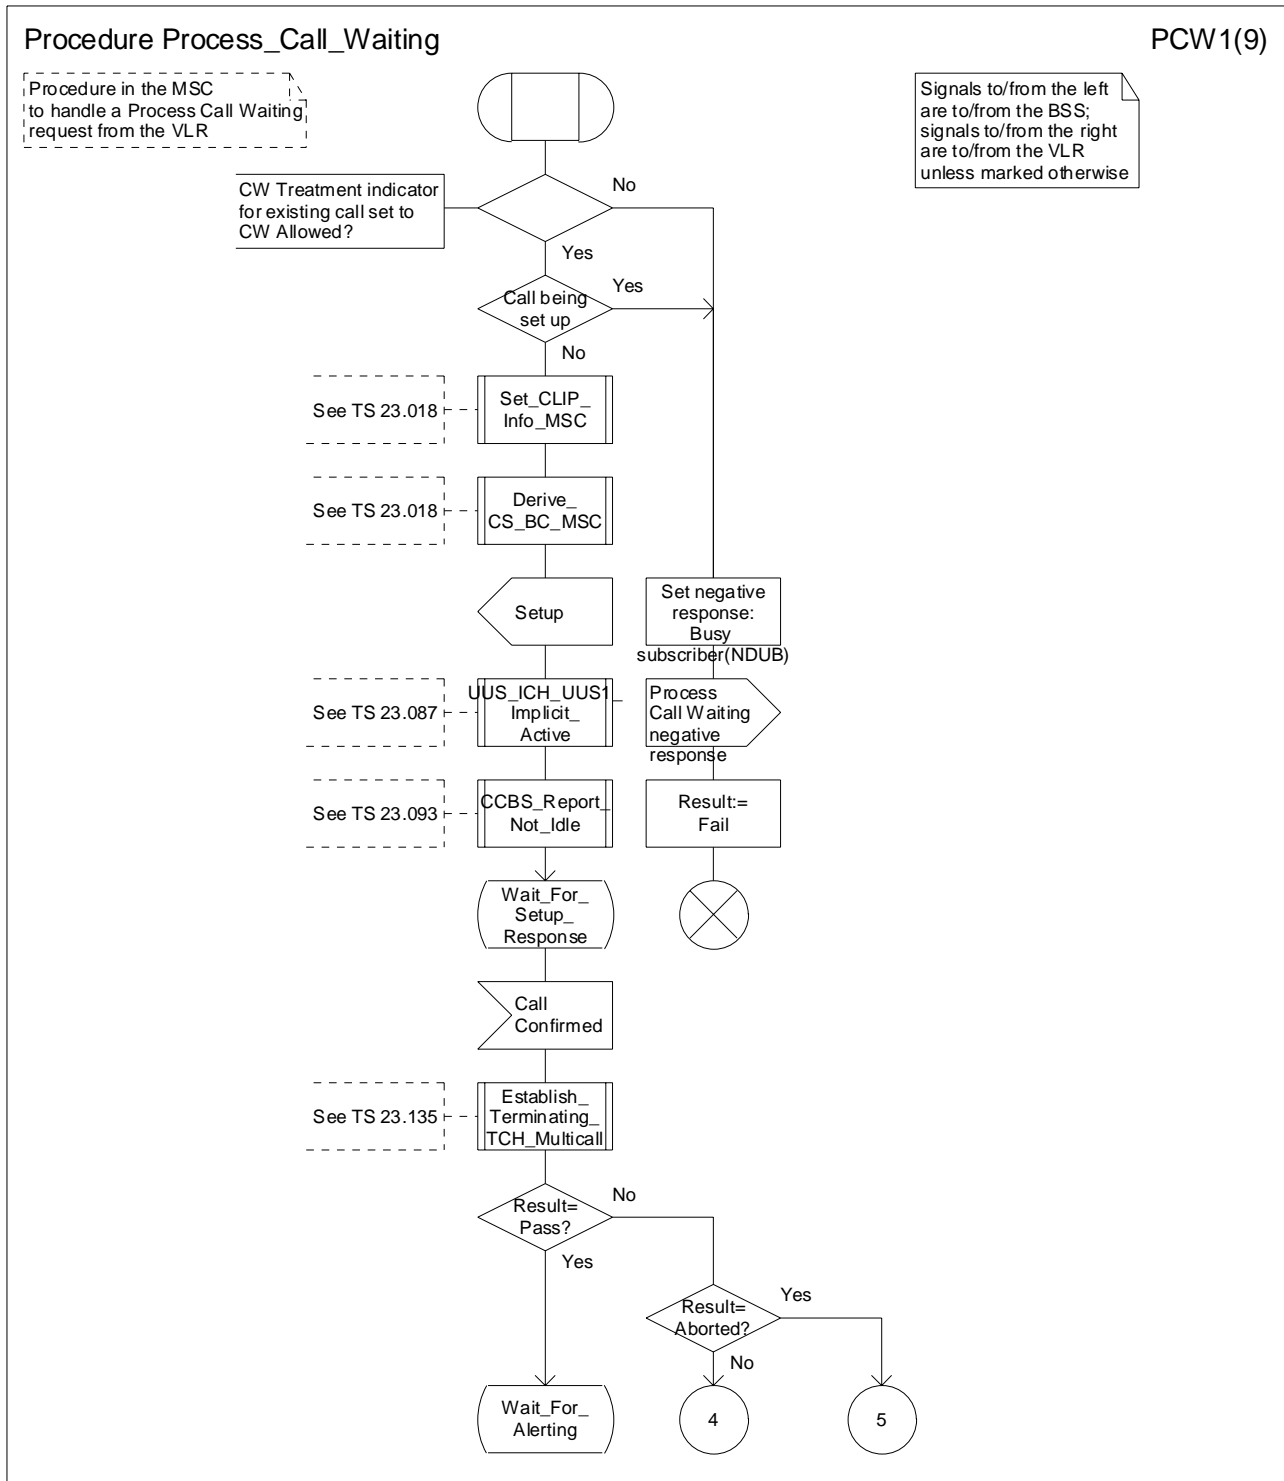 Procedure Process_Call_Waiting
PCW1(9)
Procedure in the MSC
to handle a Process Call Waiting
request from the VLR
Signals to/from the left
are to/from the BSS;
signals to/from the right
are to/from the VLR
unless marked otherwise
CW Treatment indicator
for existing call set to
CW Allowed?
No
Yes
Call being
set up
Yes
No
See TS 23.018
Set_CLIP_
Info_MSC
See TS 23.018
Derive_
CS_BC_MSC
Setup
Set negative
response:
Busy
subscriber(NDUB)
See TS 23.087
UUS_ICH_UUS1_
Implicit_
Active
Process
Call Waiting
negative
response
See TS 23.093
CCBS_Report_
Not_Idle
Result:=
Fail
Wait_For_
Setup_
Response
Call
Confirmed
See TS 23.135
Establish_
Terminating_
TCH_Multicall
Result=
Pass?
No
Yes
Result=
Aborted?
Yes
No
Wait_For_
Alerting
4
5